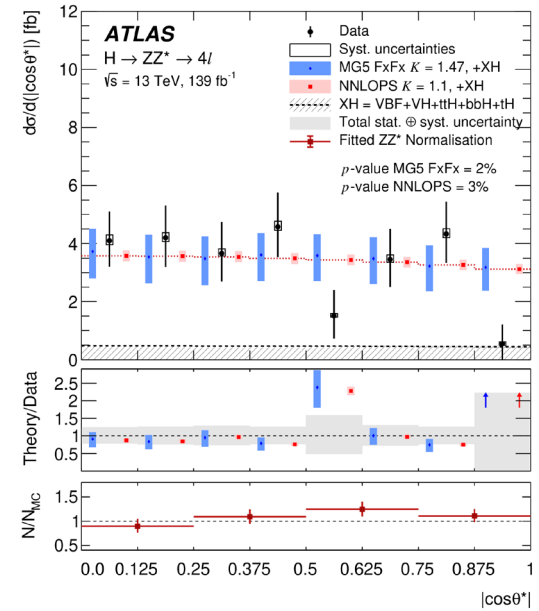 dσ/d(|cosθ*|) [fb]
12
10
8
6
4
2
0
ATLAS
H → ZZ* → 4l
√s = 13 TeV, 139 fb⁻¹
Data
Syst. uncertainties
MG5 FxFx K = 1.47, +XH
NNLOPS K = 1.1, +XH
XH = VBF+VH+ttH+bbH+tH
Total stat. ⊕ syst. uncertainty
Fitted ZZ* Normalisation
p-value MG5 FxFx = 2%
p-value NNLOPS = 3%
Theory/Data
2.5
2
1.5
1
0.5
N/N_MC
1.5
1
0.5
0.0 0.125 0.25 0.375 0.5 0.625 0.75 0.875 1
|cosθ*|